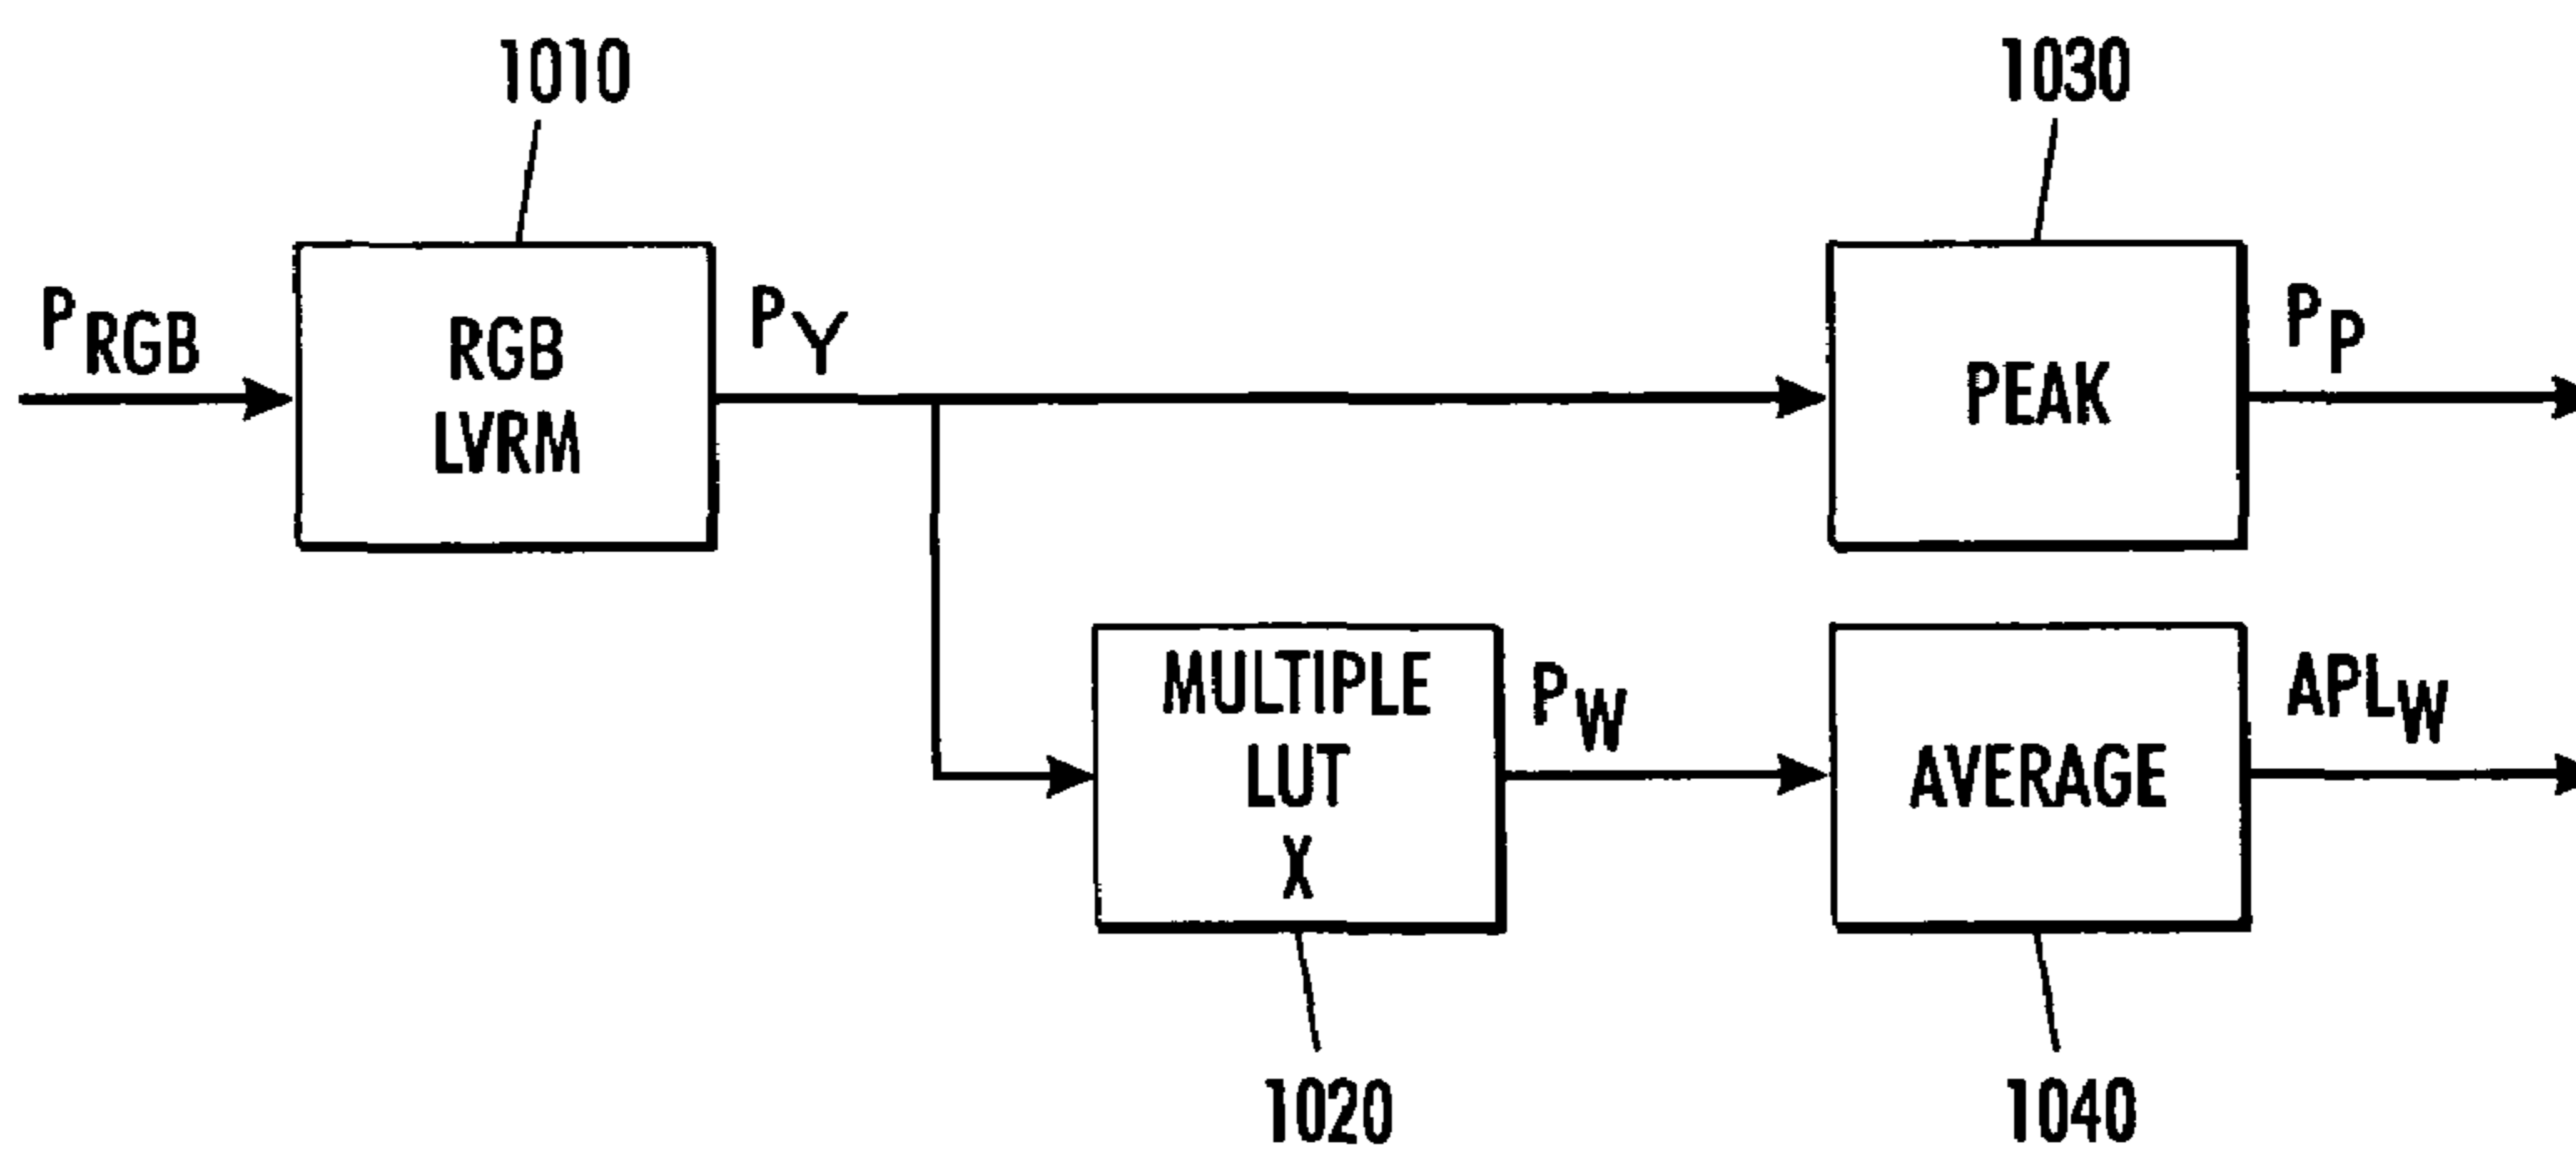 1010
1030
PRGB
RGB
LVRM
PY
PEAK
PP
MULTIPLE
LUT
X
PW
AVERAGE
APLW
1020
1040